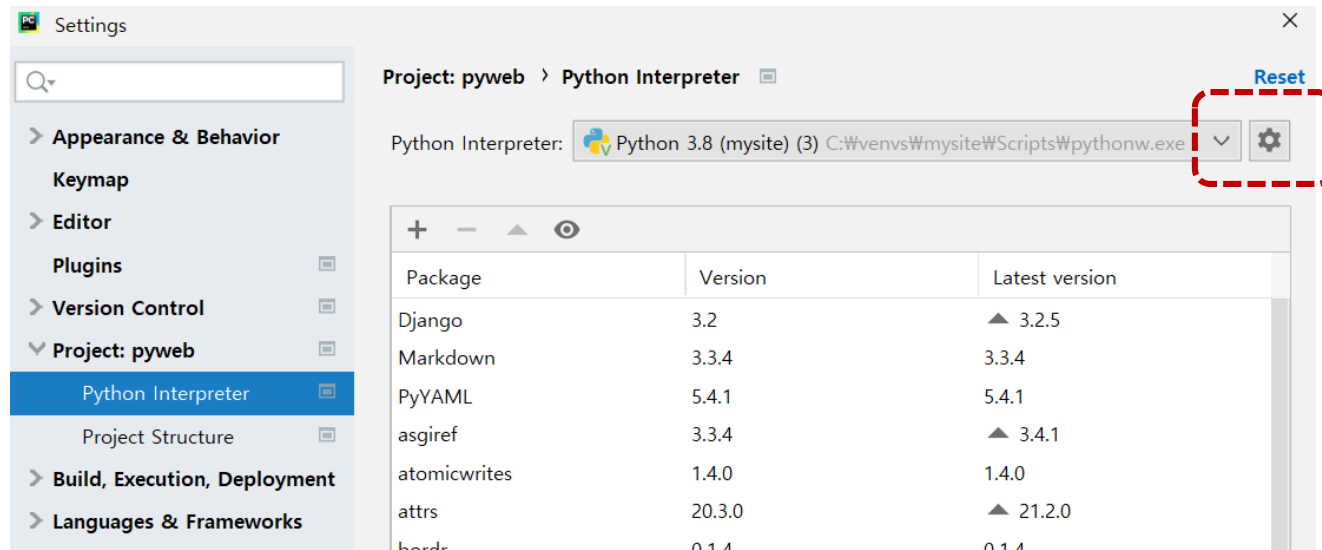 PC
Settings
Project: pyweb > Python Interpreter
Reset
Python Interpreter: Python 3.8 (mysite) (3) C:₩venvs₩mysite₩Scripts₩pythonw.exe
Appearance & Behavior
Keymap
Editor
Plugins
Version Control
Project: pyweb
Python Interpreter
Project Structure
Build, Execution, Deployment
Languages & Frameworks
Package Version Latest version
Django 3.2 3.2.5
Markdown 3.3.4 3.3.4
PyYAML 5.4.1 5.4.1
asgiref 3.3.4 3.4.1
atomicwrites 1.4.0 1.4.0
attrs 20.3.0 21.2.0